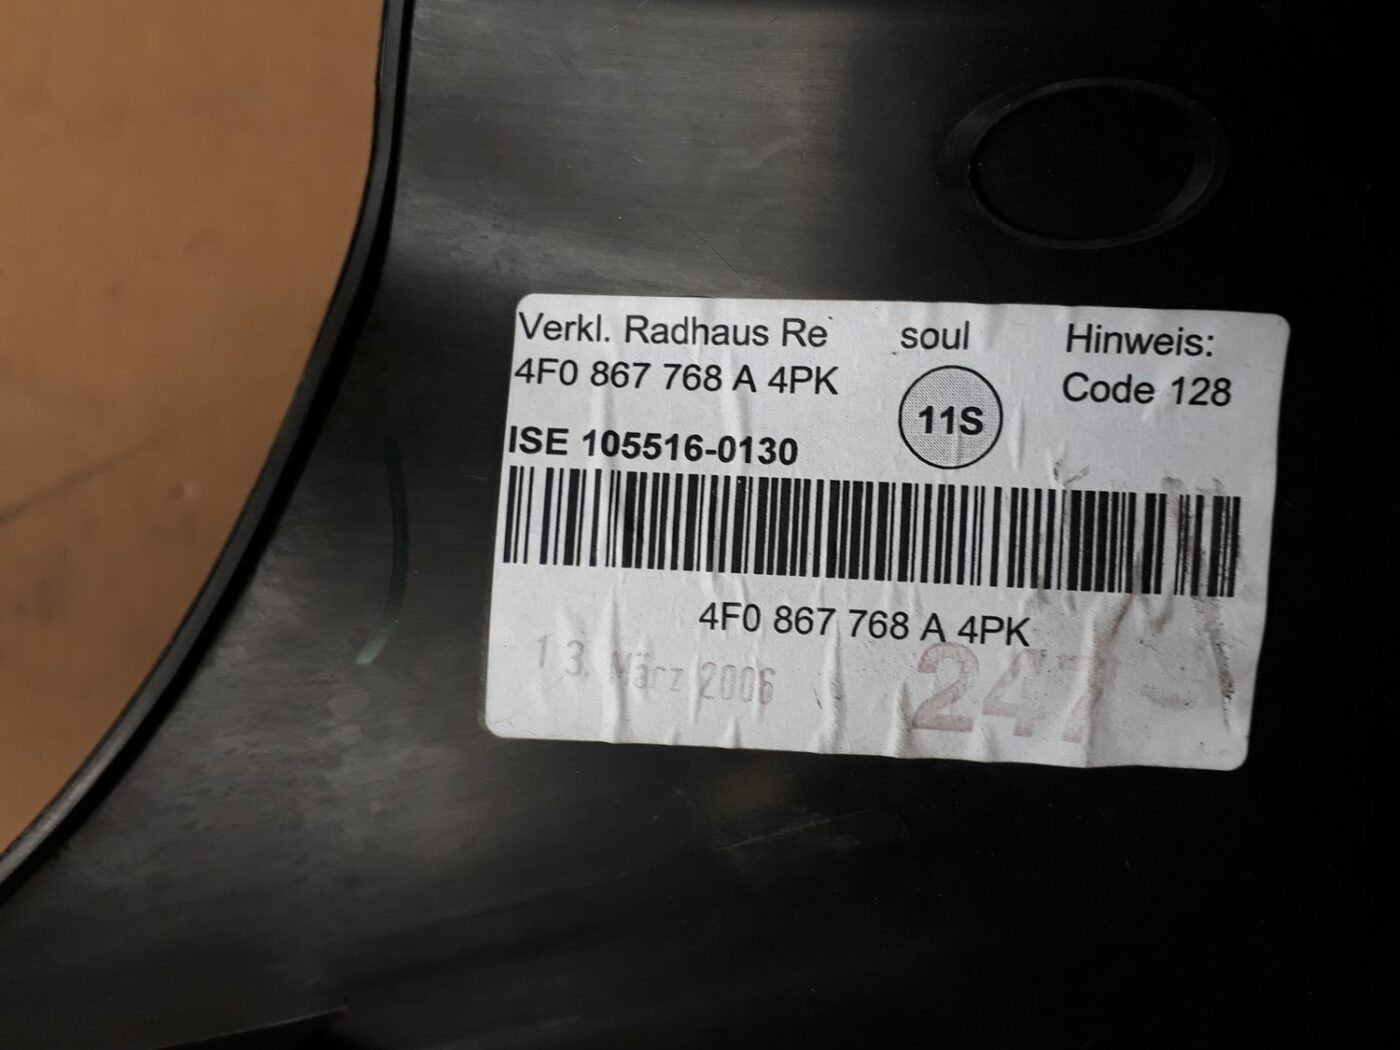 Verkl. Radhaus Re soul Hinweis:
4F0 867 768 A 4PK 11S Code 128
ISE 105516-0130
4F0 867 768 A 4PK
13. März 2006 247